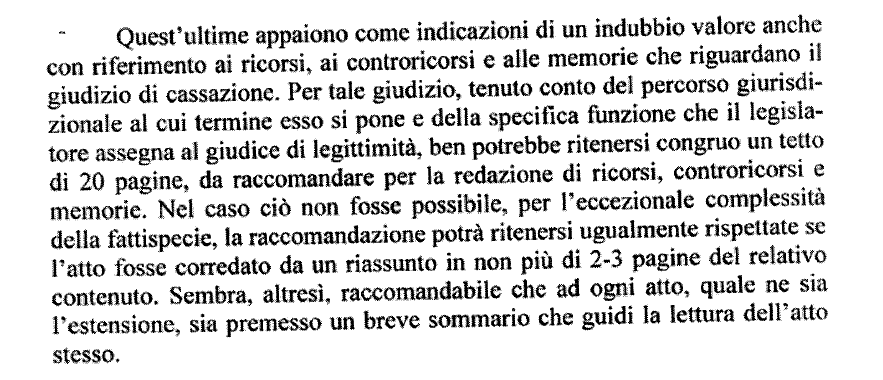 Quest'ultime appaiono come indicazioni di un indubbio valore anche
con riferimento ai ricorsi, ai controricorsi e alle memorie che riguardano il
giudizio di cassazione. Per tale giudizio, tenuto conto del percorso giurisdi-
zionale al cui termine esso si pone e della specifica funzione che il legisla-
tore assegna al giudice di legittimità, ben potrebbe ritenersi congruo un tetto
di 20 pagine, da raccomandare per la redazione di ricorsi, controricorsi e
memorie. Nel caso ciò non fosse possibile, per l'eccezionale complessità
della fattispecie, la raccomandazione potrà ritenersi ugualmente rispettate se
l'atto fosse corredato da un riassunto in non più di 2-3 pagine del relativo
contenuto. Sembra, altresì, raccomandabile che ad ogni atto, quale ne sia
l'estensione, sia premesso un breve sommario che guidi la lettura dell'atto
stesso.